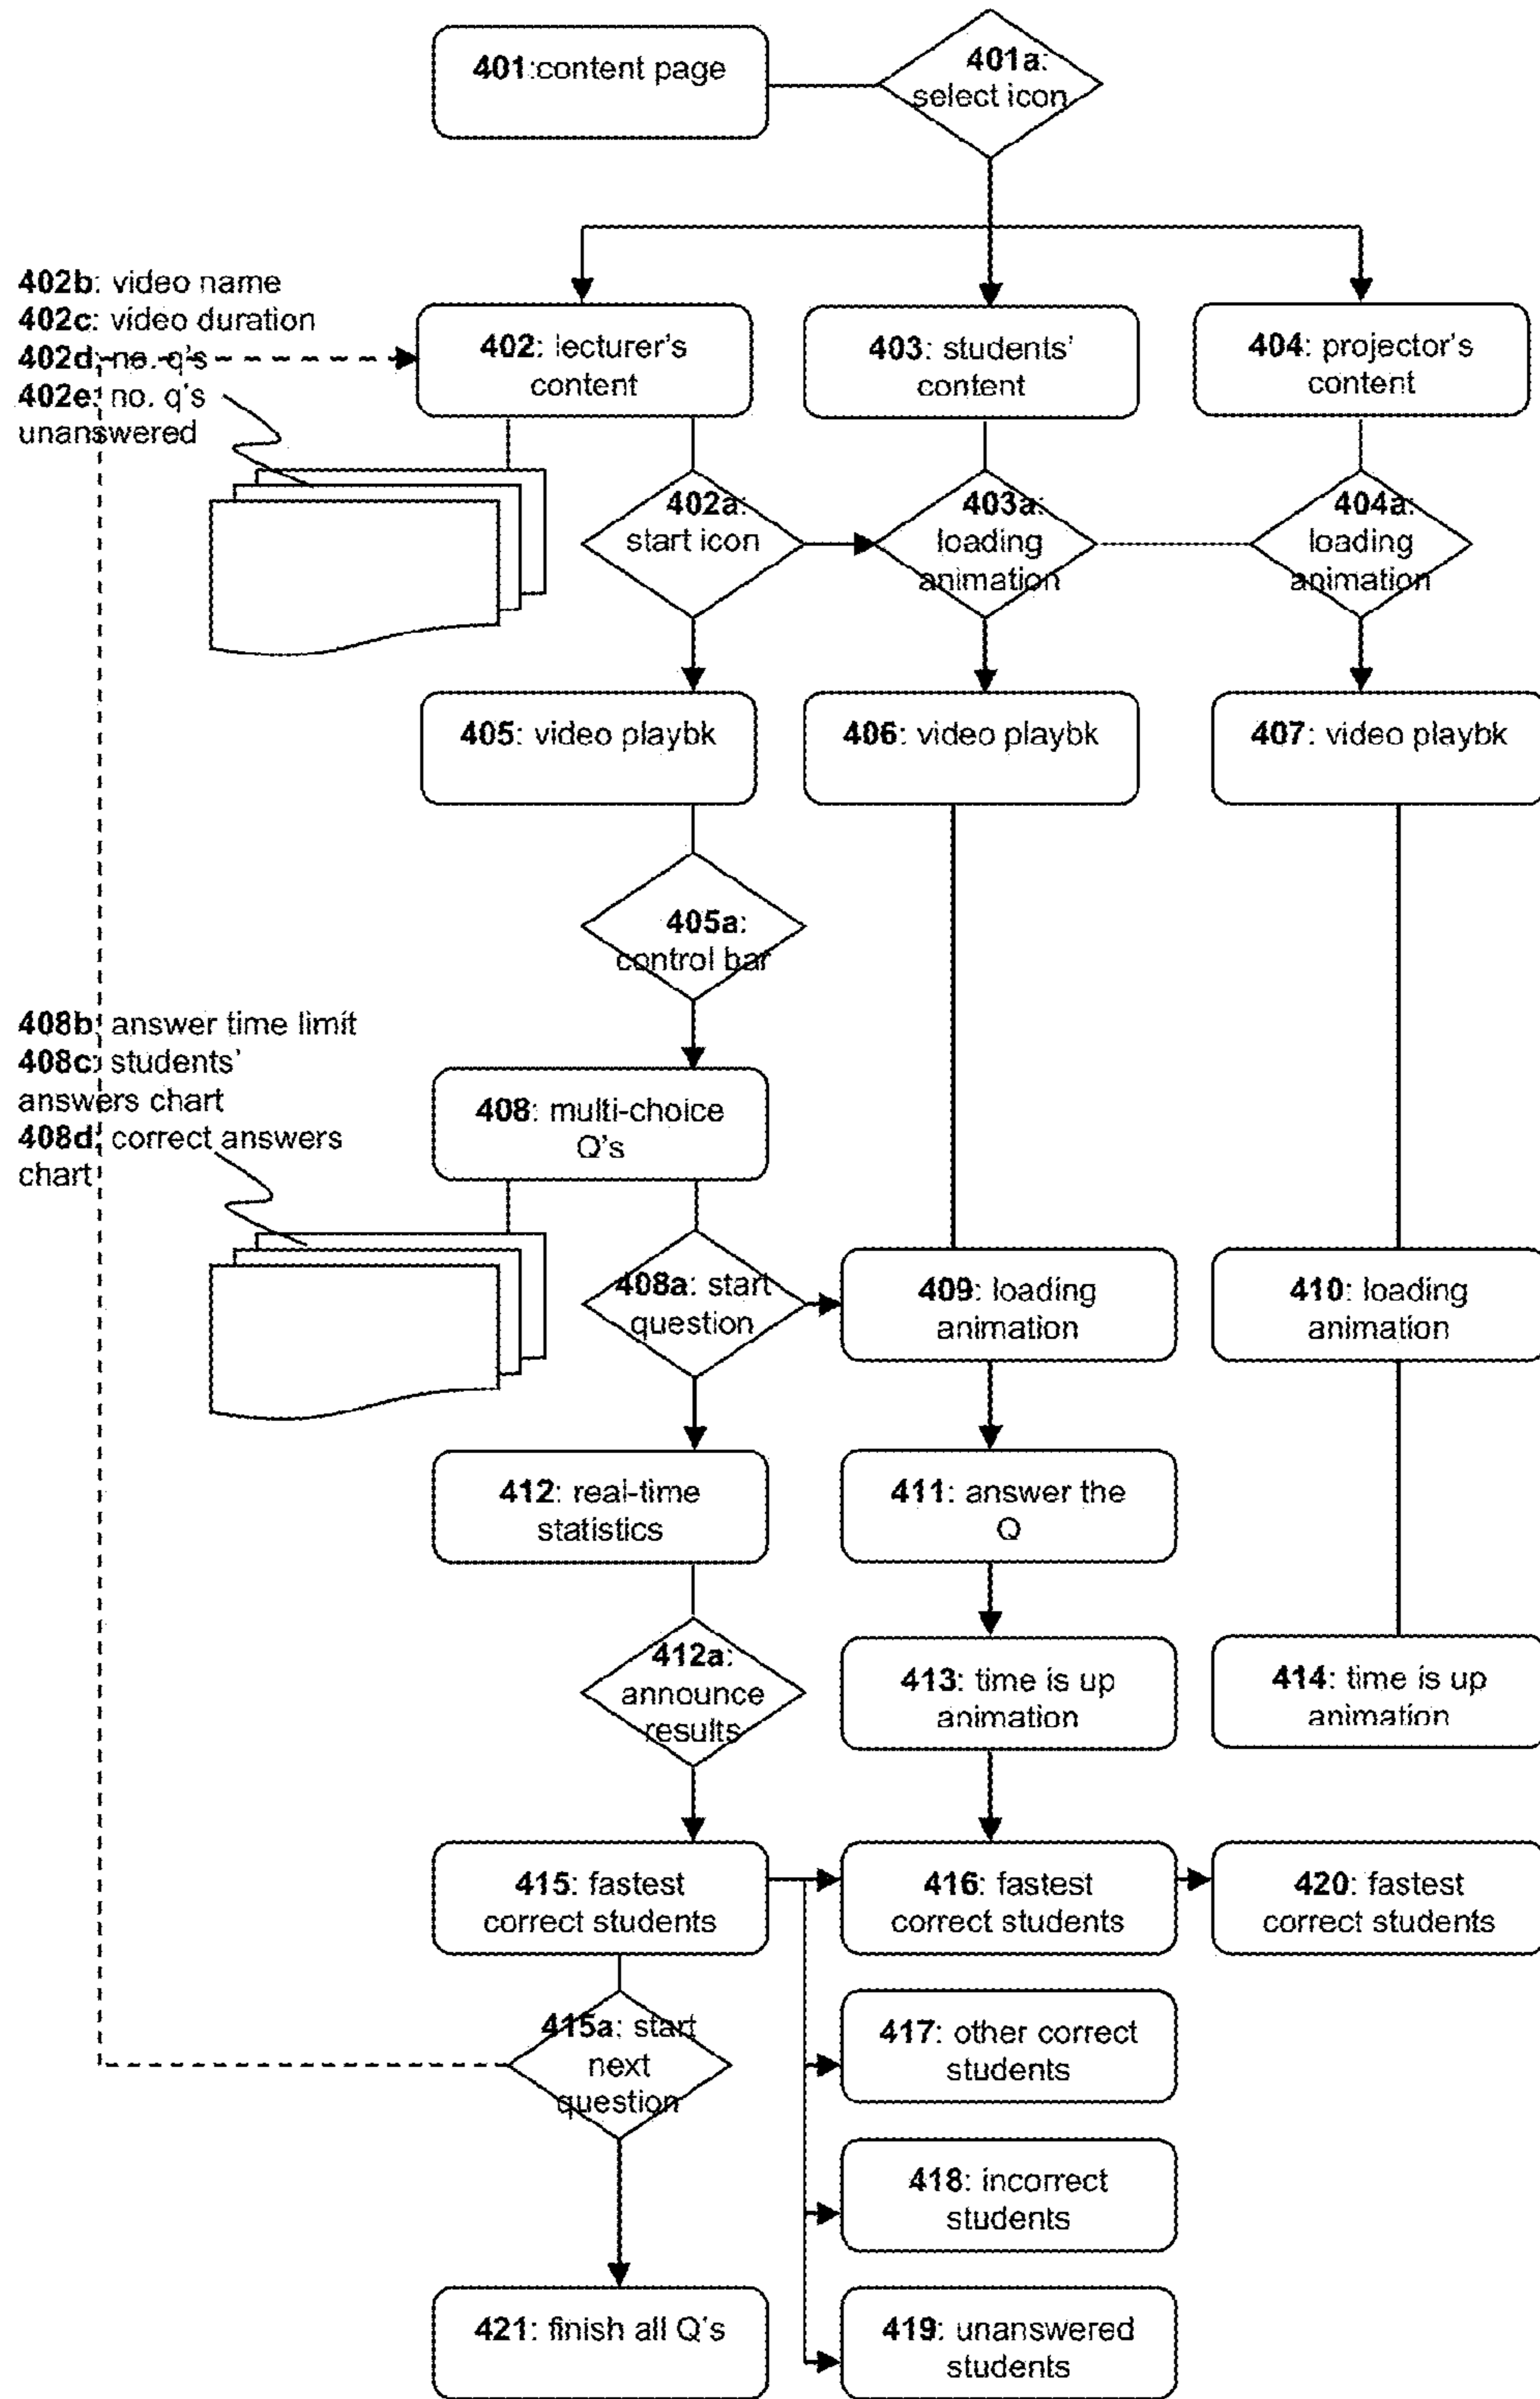 401:content page
401a:
select icon
402b: video name
402c: video duration
402d: no. q's
402e: no. q's
unanswered
402: lecturer's
content
403: students'
content
404: projector's
content
402a:
start icon
403a:
loading
animation
404a:
loading
animation
405: video playbk
406: video playbk
407: video playbk
405a:
control bar
408b: answer time limit
408c: students'
answers chart
408d: correct answers
chart
408: multi-choice
Q's
408a: start
question
409: loading
animation
410: loading
animation
412: real-time
statistics
411: answer the
Q
412a:
announce
results
413: time is up
animation
414: time is up
animation
415: fastest
correct students
416: fastest
correct students
420: fastest
correct students
415a: start
next
question
417: other correct
students
418: incorrect
students
421: finish all Q's
419: unanswered
students